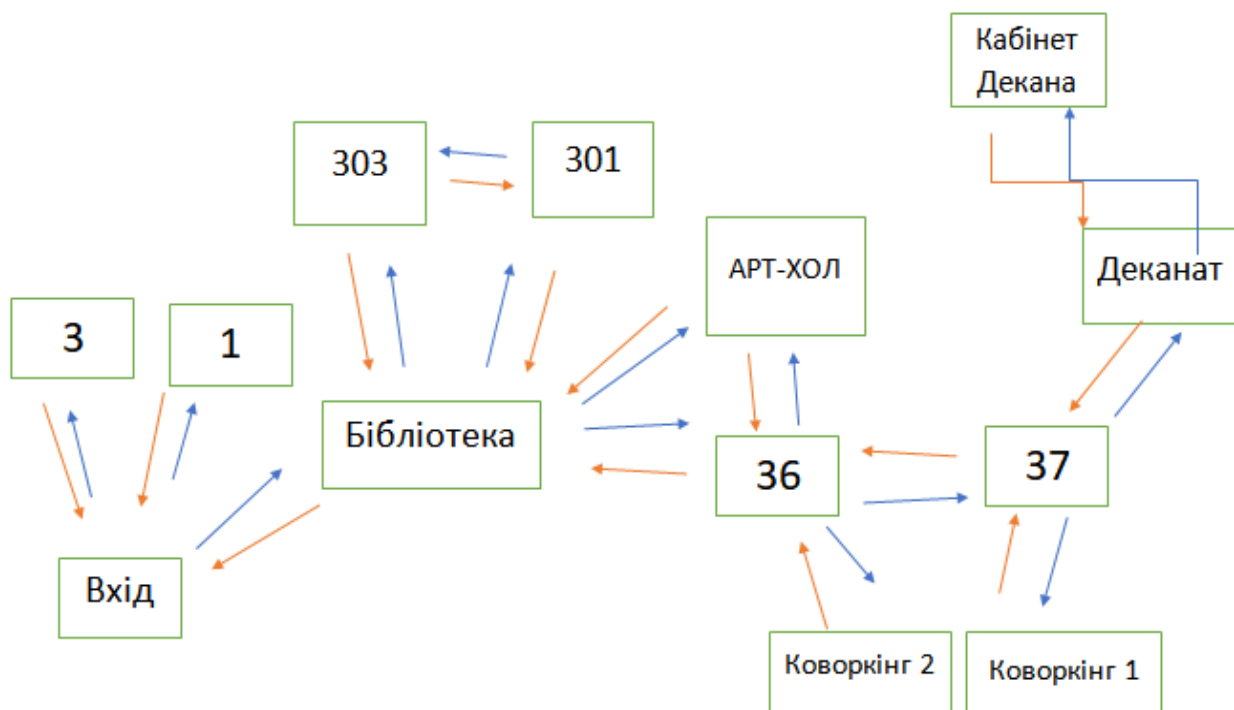 Кабінет
Декана
303
301
АРТ-ХОЛ
Деканат
3
1
Бібліотека
36
37
Вхід
Коворкінг 2
Коворкінг 1